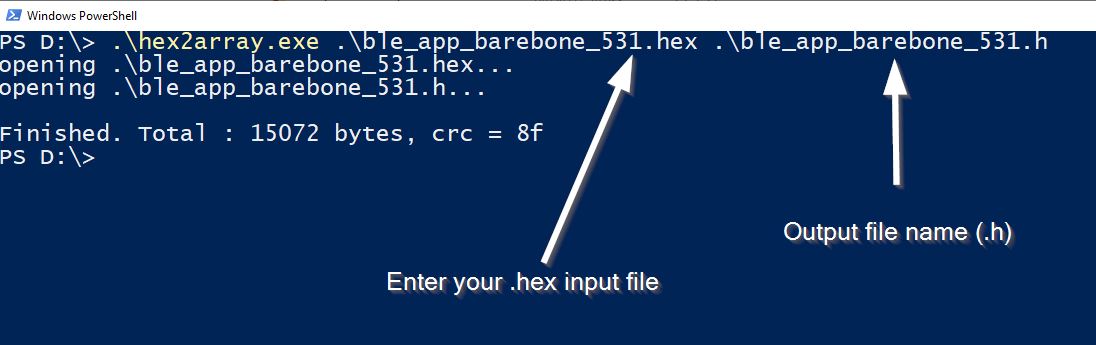 Windows PowerShell
PS D:\> .\hex2array.exe .\ble_app_barebone_531.hex .\ble_app_barebone_531.h
opening .\ble_app_barebone_531.hex...
opening .\ble_app_barebone_531.h...
Finished. Total : 15072 bytes, crc = 8f
PS D:\>
Output file name (.h)
Enter your .hex input file